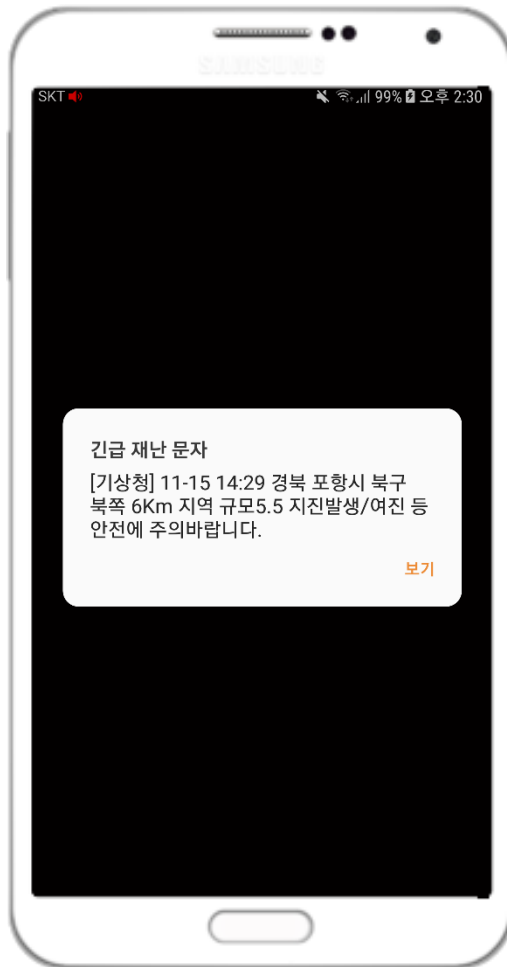 SAMSUNG
SKT 99% 오후 2:30
긴급 재난 문자
[기상청] 11-15 14:29 경북 포항시 북구
북쪽 6Km 지역 규모5.5 지진발생/여진 등
안전에 주의바랍니다.
보기